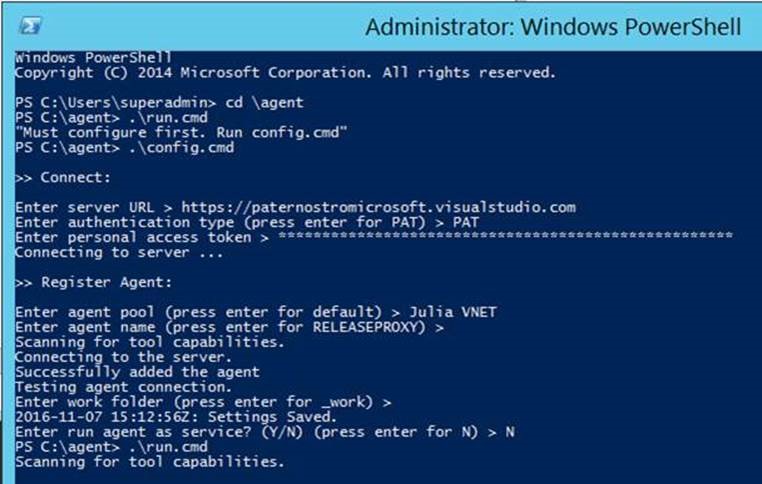 Administrator: Windows PowerShell
Windows PowerShell
Copyright (C) 2014 Microsoft Corporation. All rights reserved.
PS C:\Users\superadmin> cd \agent
PS C:\agent> .\run.cmd
"Must configure first. Run config.cmd"
PS C:\agent> .\config.cmd
>> Connect:
Enter server URL > https://paternostromicrosoft.visualstudio.com
Enter authentication type (press enter for PAT) > PAT
Enter personal access token > ****************************************************
Connecting to server ...
>> Register Agent:
Enter agent pool (press enter for default) > Julia VNET
Enter agent name (press enter for RELEASEPROXY) >
Scanning for tool capabilities.
Connecting to the server.
Successfully added the agent
Testing agent connection.
Enter work folder (press enter for _work) >
2016-11-07 15:12:56Z: Settings Saved.
Enter run agent as service? (Y/N) (press enter for N) > N
PS C:\agent> .\run.cmd
Scanning for tool capabilities.